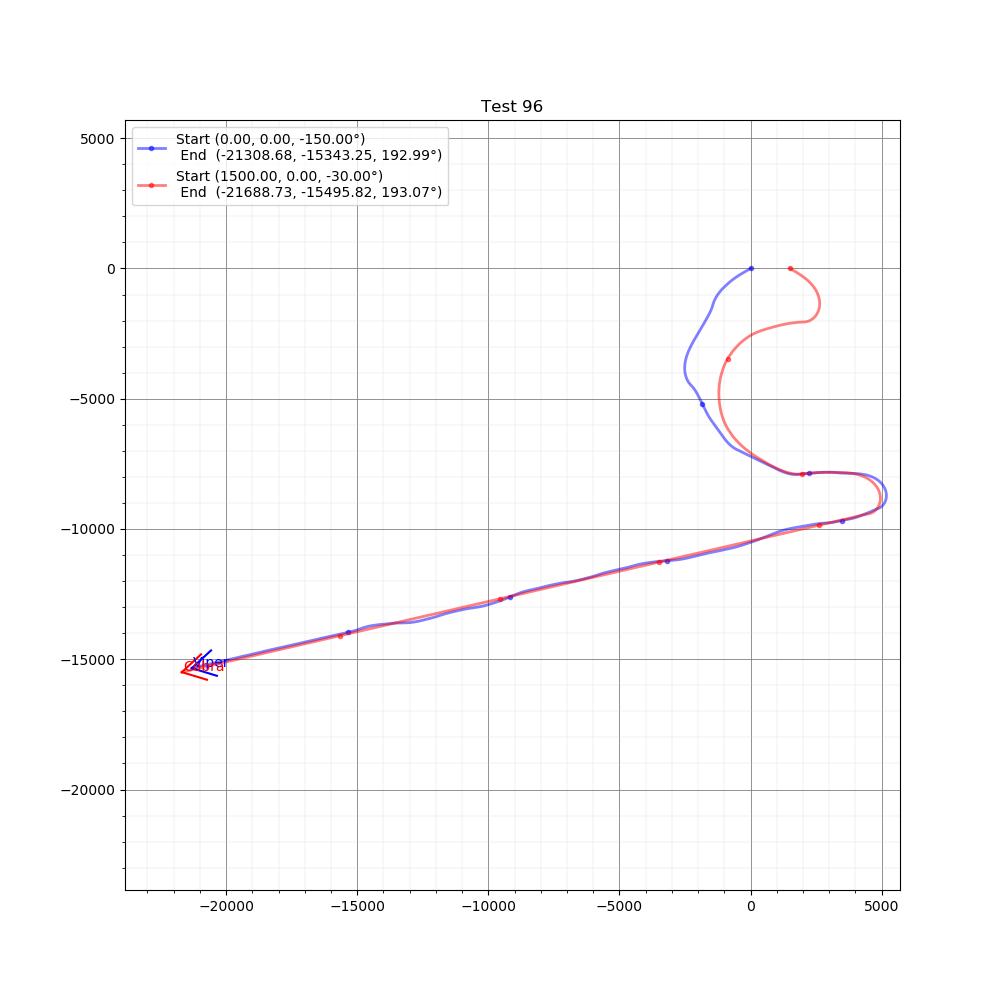 Test 96
Start (0.00, 0.00, -150.00°)
End  (-21308.68, -15343.25, 192.99°)
Start (1500.00, 0.00, -30.00°)
End  (-21688.73, -15495.82, 193.07°)
5000
0
−5000
−10000
−15000
−20000
Viper
−20000 −15000 −10000 −5000 0 5000